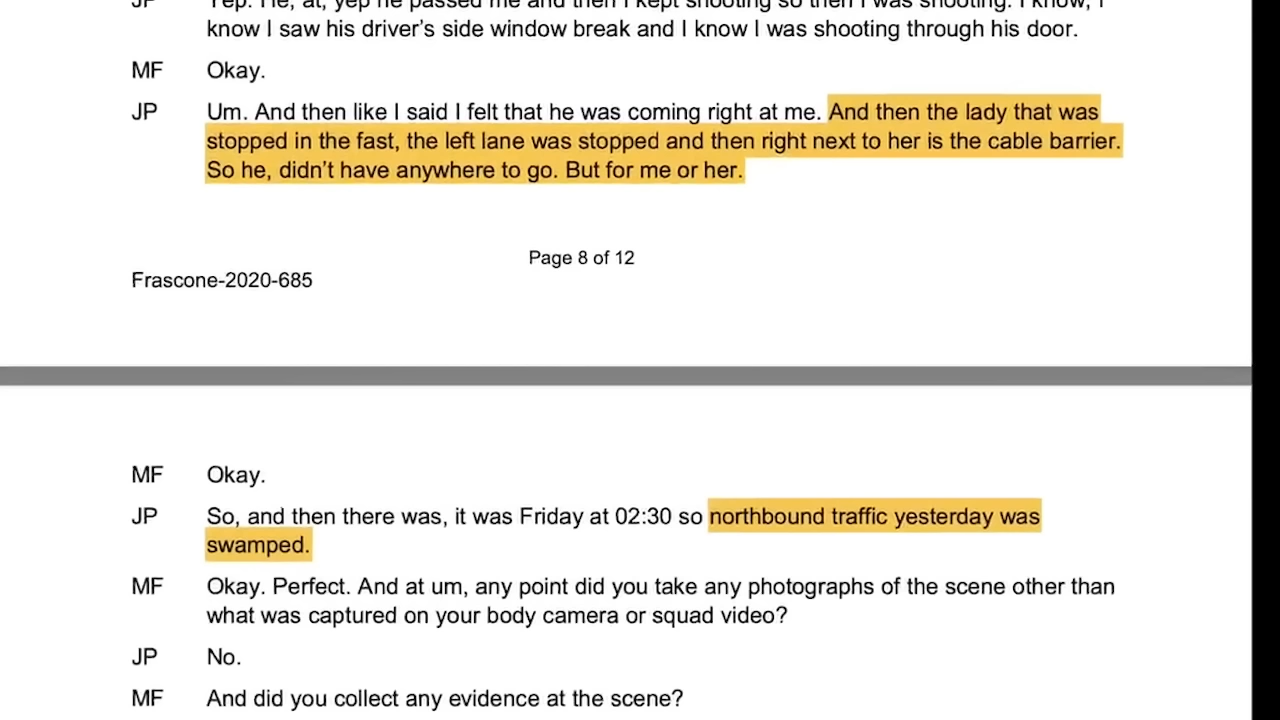 JP Yep. He, at, yep he passed me and then I kept shooting so then I was shooting. I know, I
know I saw his driver’s side window break and I know I was shooting through his door.
MF Okay.
JP Um. And then like I said I felt that he was coming right at me. And then the lady that was
stopped in the fast, the left lane was stopped and then right next to her is the cable barrier.
So he, didn’t have anywhere to go. But for me or her.
Page 8 of 12
Frascone-2020-685
MF Okay.
JP So, and then there was, it was Friday at 02:30 so northbound traffic yesterday was
swamped.
MF Okay. Perfect. And at um, any point did you take any photographs of the scene other than
what was captured on your body camera or squad video?
JP No.
MF And did you collect any evidence at the scene?